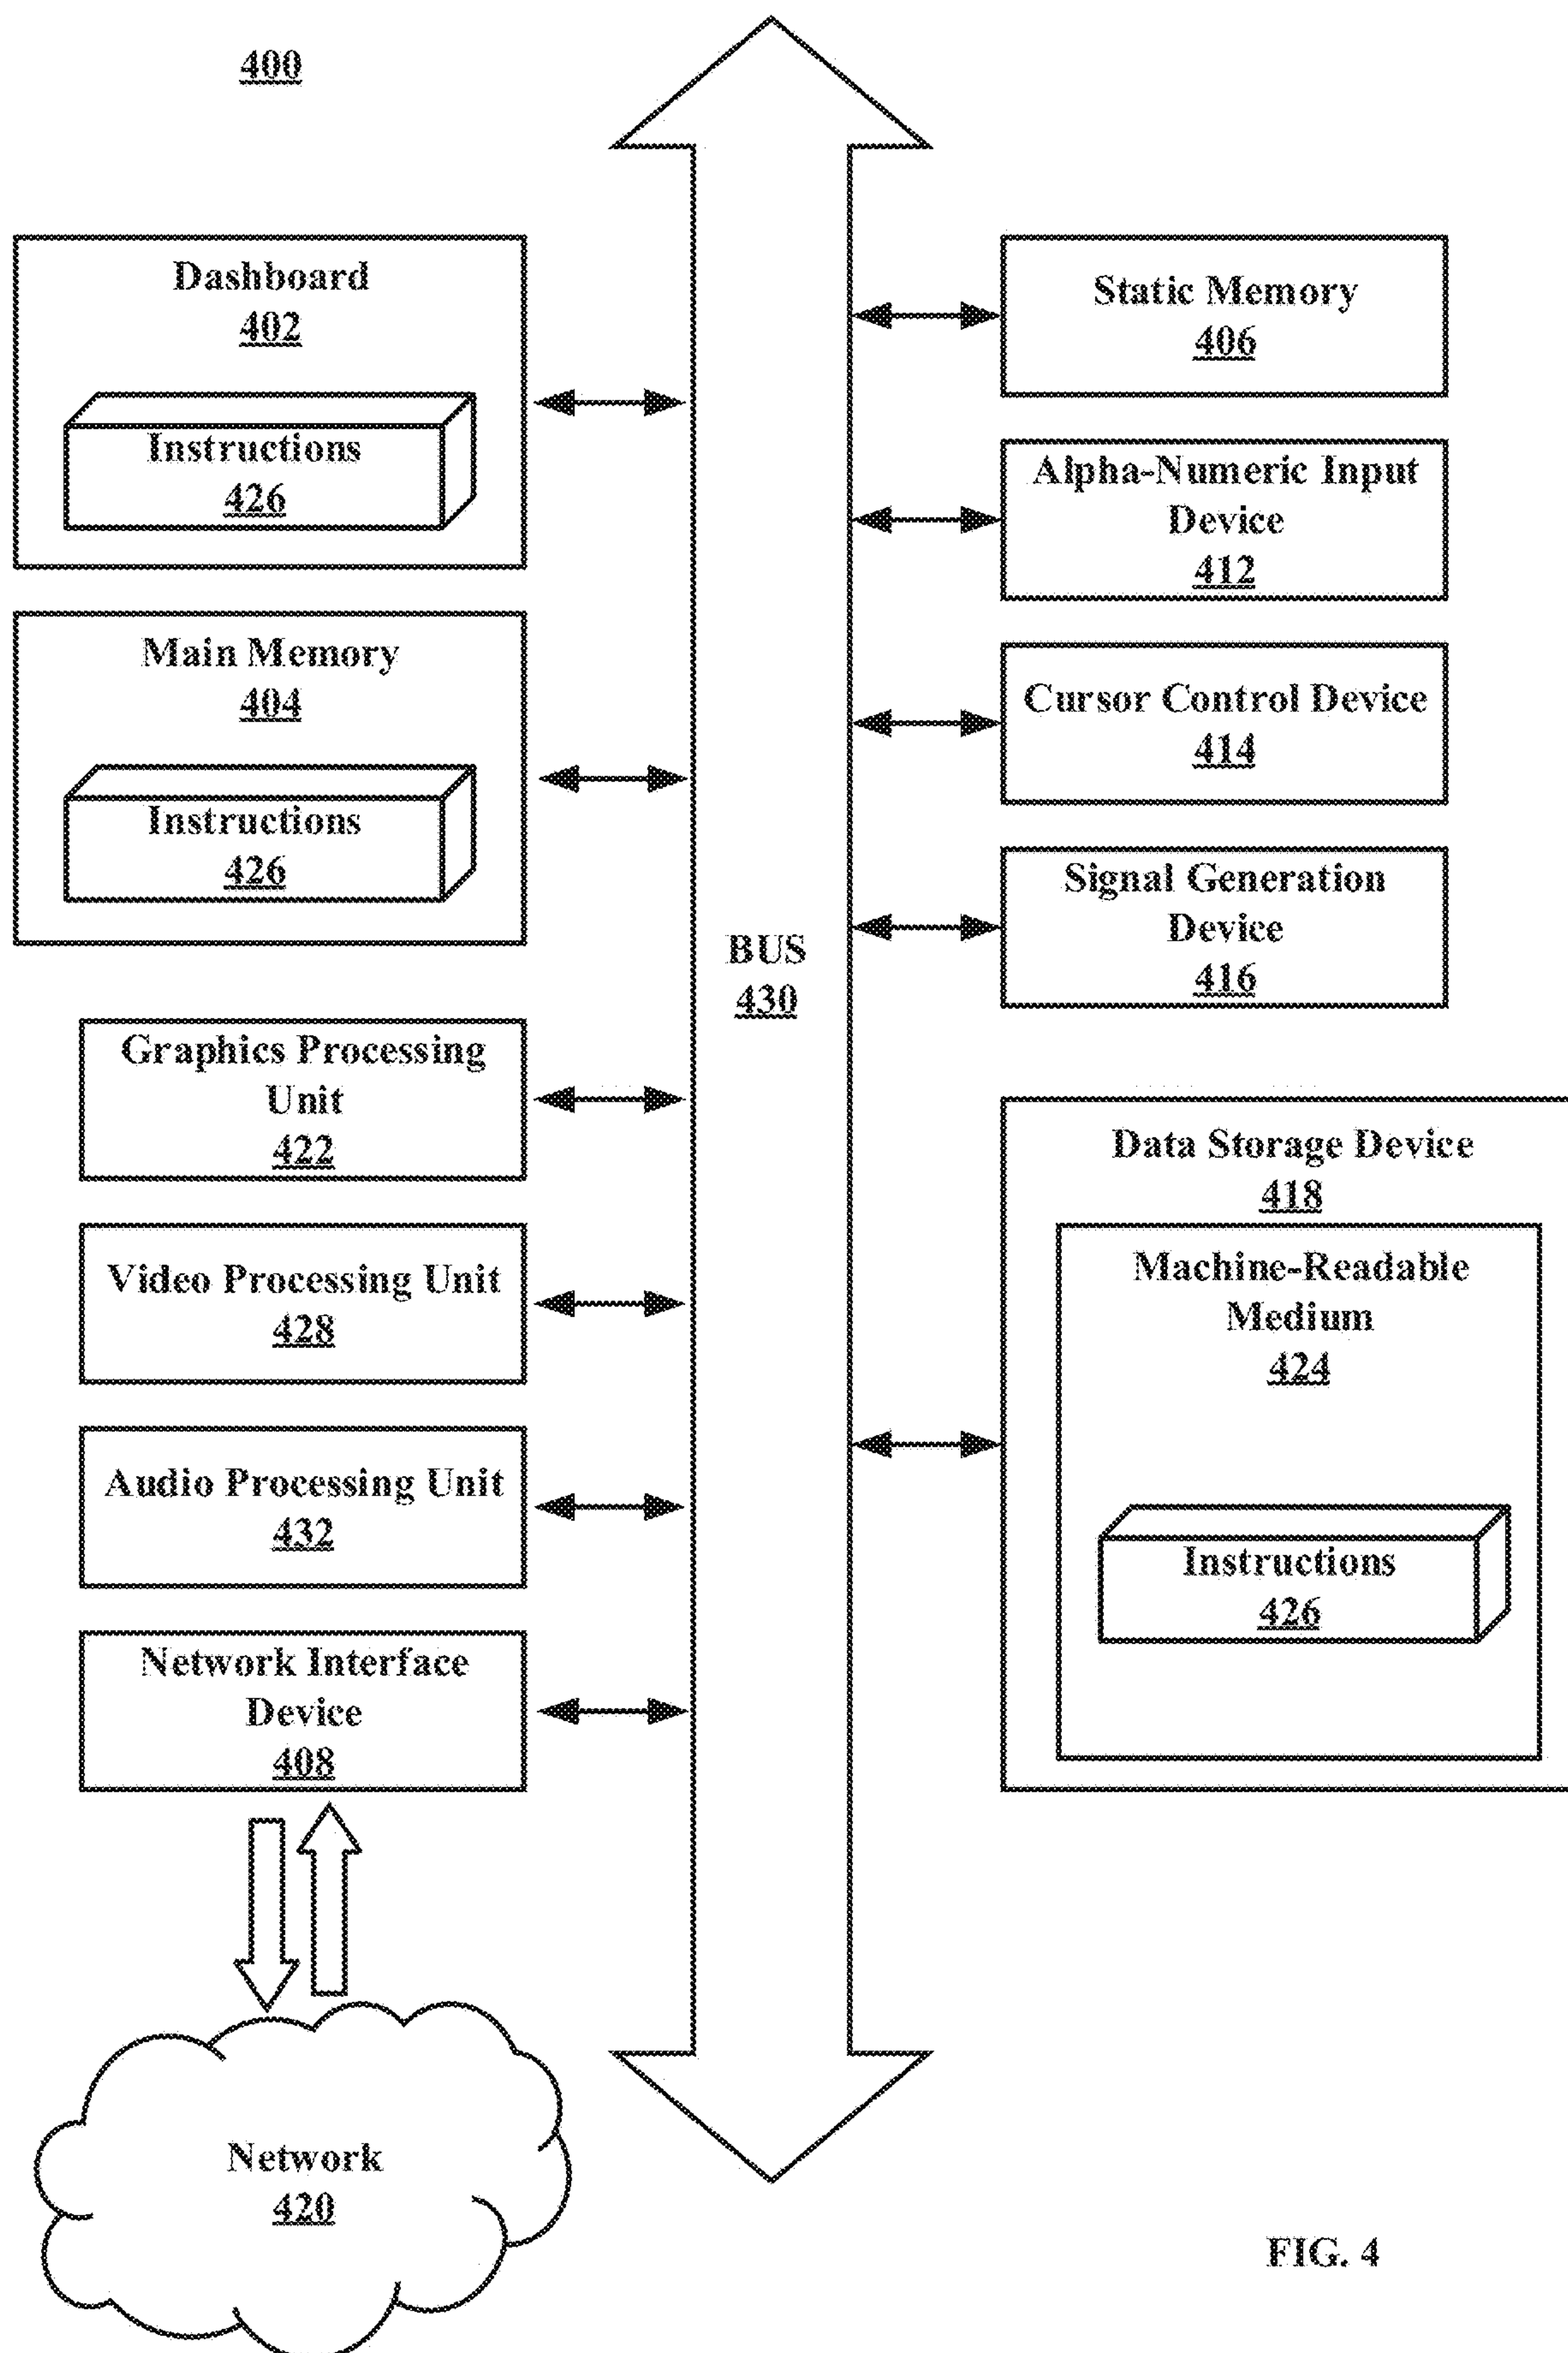 400
Dashboard
402
Instructions
426
Main Memory
404
Instructions
426
Graphics Processing
Unit
422
Video Processing Unit
428
Audio Processing Unit
432
Network Interface
Device
408
Network
420
BUS
430
Static Memory
406
Alpha-Numeric Input
Device
412
Cursor Control Device
414
Signal Generation
Device
416
Data Storage Device
418
Machine-Readable
Medium
424
Instructions
426
FIG. 4